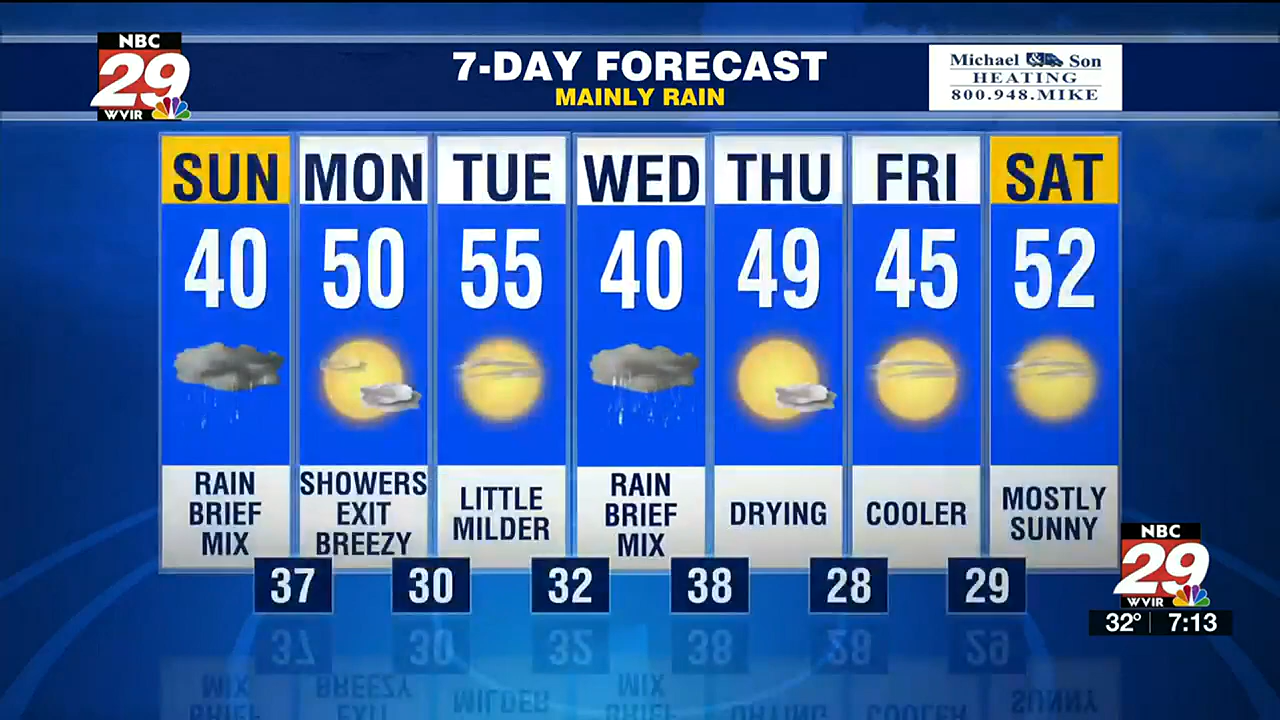 NBC
29
WVIR
7-DAY FORECAST
MAINLY RAIN
Michael Son
HEATING
800.948.MIKE
SUN
40
RAIN
BRIEF
MIX
MON
50
SHOWERS
EXIT
BREEZY
TUE
55
LITTLE
MILDER
WED
40
RAIN
BRIEF
MIX
THU
49
DRYING
FRI
45
COOLER
SAT
52
MOSTLY
SUNNY
37
30
32
38
28
29
NBC
29
WVIR
32° 7:13